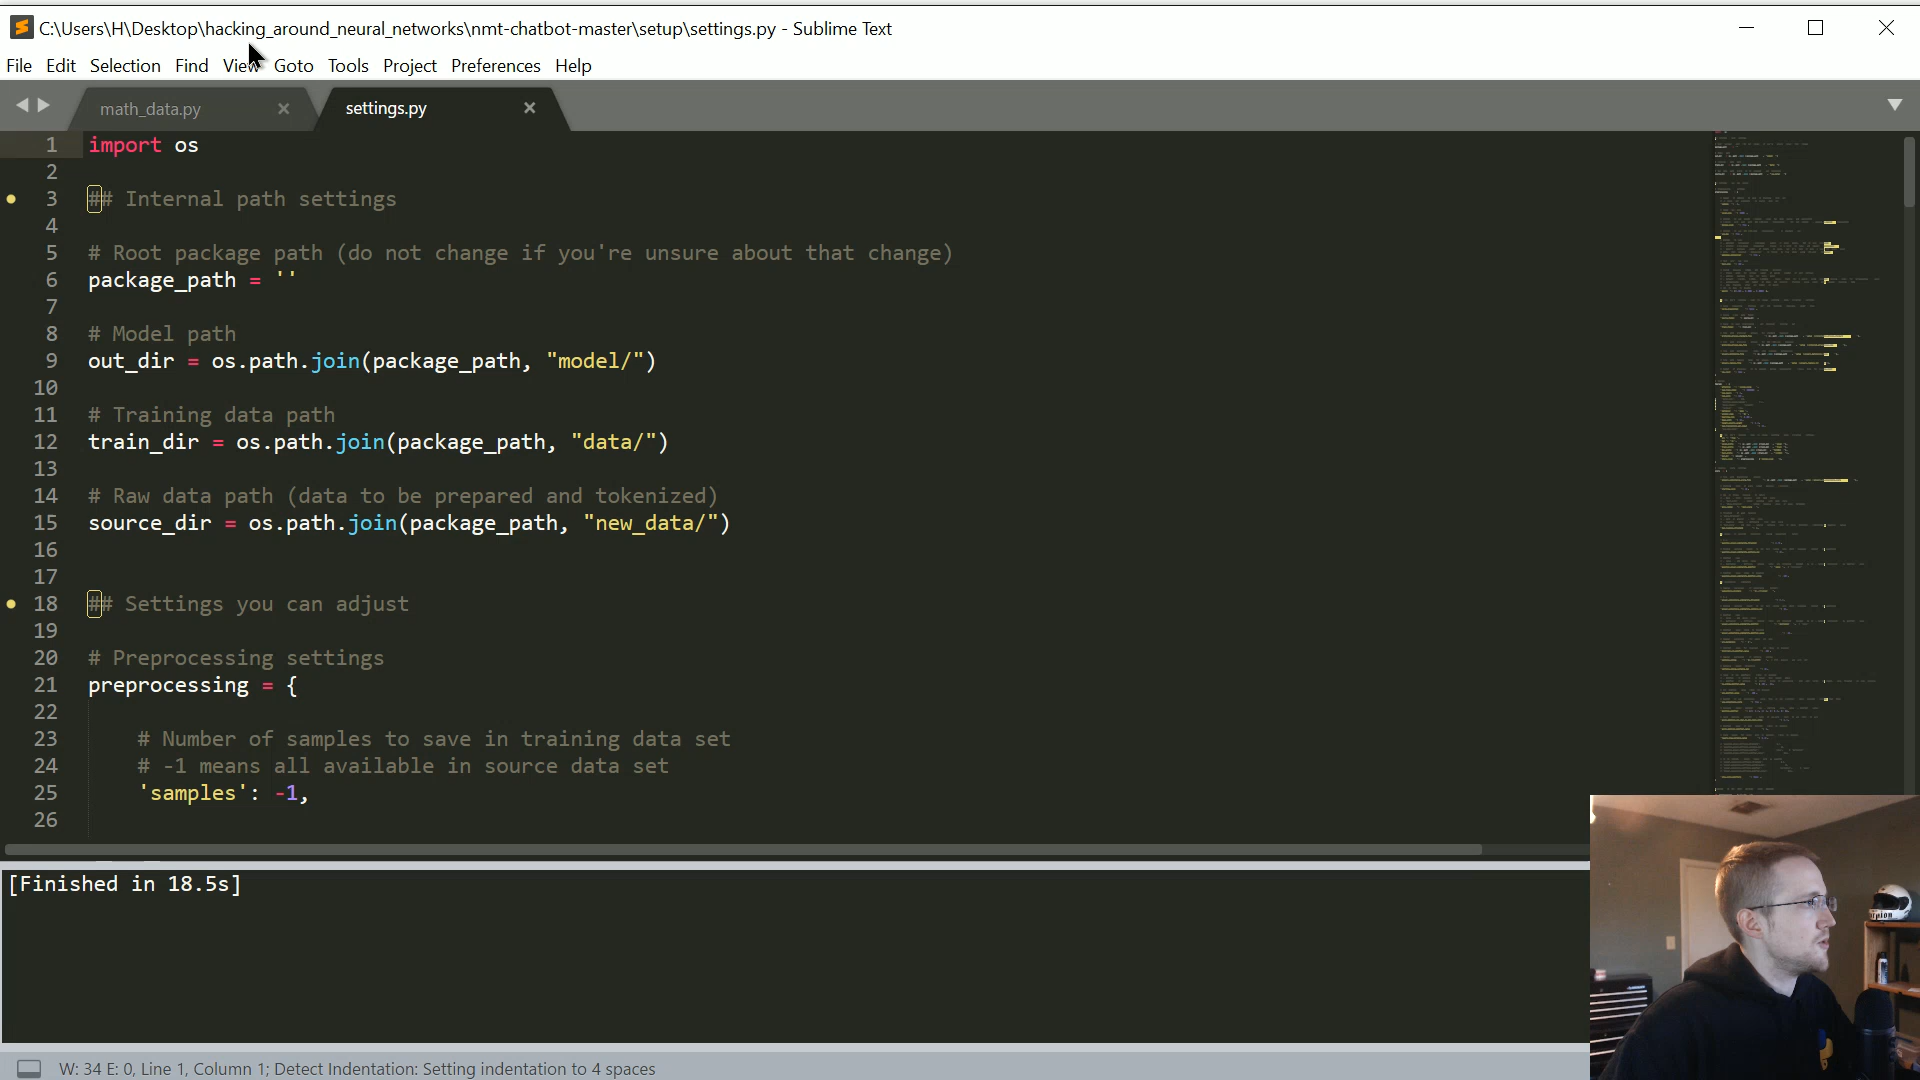 C:\Users\H\Desktop\hacking_around_neural_networks\nmt-chatbot-master\setup\settings.py - Sublime Text
File Edit Selection Find View Goto Tools Project Preferences Help
math_data.py
settings.py
1 import os
2
3 ## Internal path settings
4
5 # Root package path (do not change if you're unsure about that change)
6 package_path = ''
7
8 # Model path
9 out_dir = os.path.join(package_path, "model/")
10
11 # Training data path
12 train_dir = os.path.join(package_path, "data/")
13
14 # Raw data path (data to be prepared and tokenized)
15 source_dir = os.path.join(package_path, "new_data/")
16
17
18 ## Settings you can adjust
19
20 # Preprocessing settings
21 preprocessing = {
22
23 # Number of samples to save in training data set
24 # -1 means all available in source data set
25 'samples': -1,
26
[Finished in 18.5s]
W: 34 E: 0, Line 1, Column 1; Detect Indentation: Setting indentation to 4 spaces